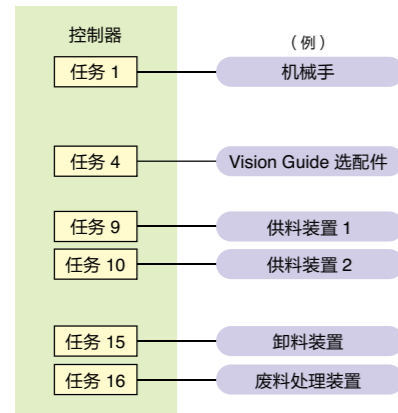 控制器
（例）
任务 1
机械手
任务 4
Vision Guide 选配件
任务 9
供料装置 1
任务 10
供料装置 2
任务 15
卸料装置
任务 16
废料处理装置